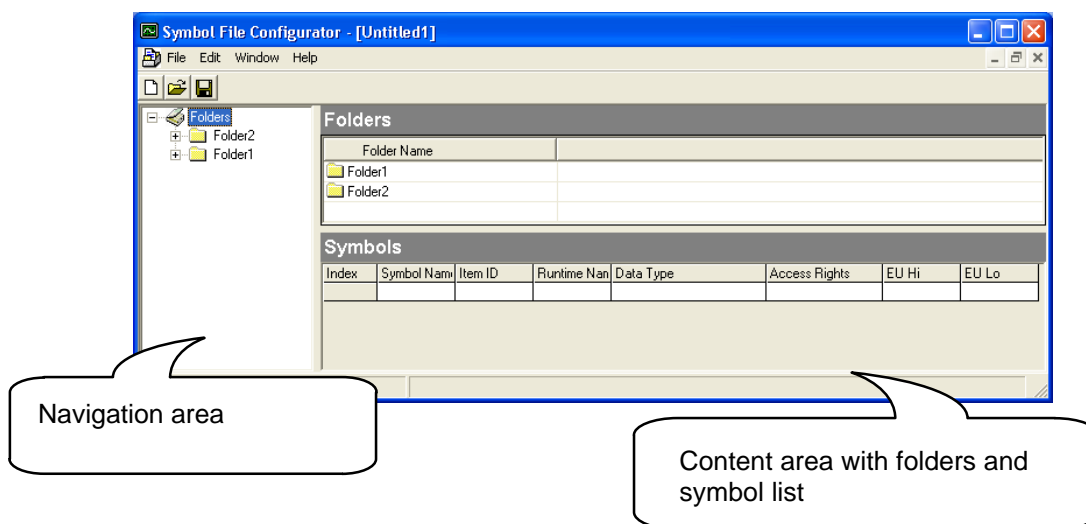 Symbol File Configurator - [Untitled1]
File Edit Window Help
Folders
Folder2
Folder1
Folders
Folder Name
Folder1
Folder2
Symbols
Index Symbol Nam Item ID Runtime Nan Data Type Access Rights EU Hi EU Lo
Navigation area
Content area with folders and
symbol list